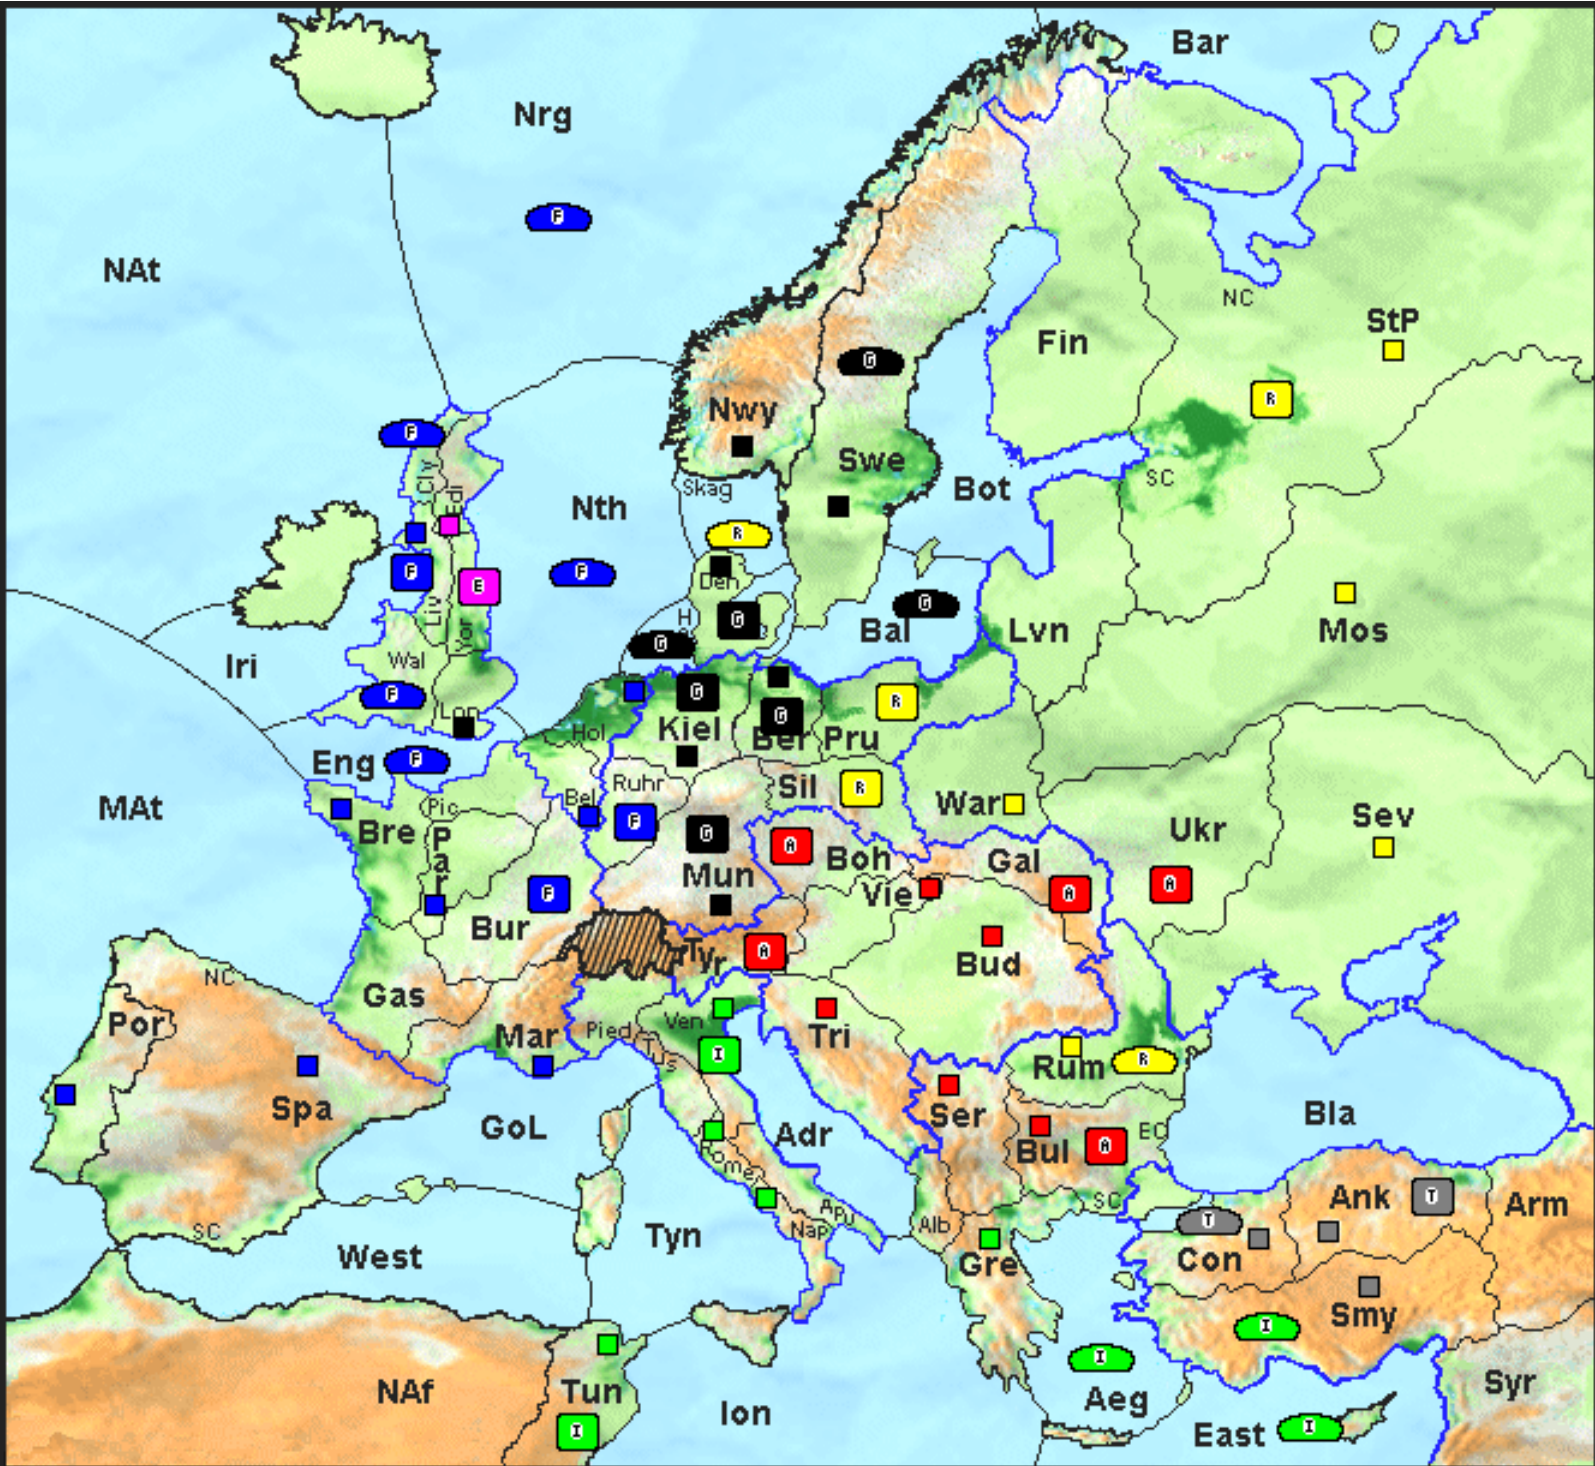 Bar
Nrg
F
NAt
NC
StP
Fin
G
R
Nwy
F
Cly
Edi
Swe
SC
Skag
Bot
Nth
R
F
F
E
Den
H
G
G
Bal
Lvn
Mos
Liv
Yor
Iri
Wal
G
F
Lon
G
G
R
Hol
Kiel
Ber
Pru
Eng
F
Ruhr
Sil
R
Bel
War
MAt
Pic
Bre
Par
F
G
Mun
A
Boh
Gal
Ukr
Sev
Vie
A
A
F
Bur
Tyr
A
Bud
NC
Gas
Por
Mar
Pied
Ven
Tus
I
Tri
Rum
R
Spa
GoL
Adr
Ser
Bul
A
EC
Bla
Rome
SC
Apu
Nap
Alb
SC
T
Ank
T
Arm
West
Tyn
Gre
Con
I
Smy
I
NAf
Tun
I
Ion
Aeg
East
I
Syr